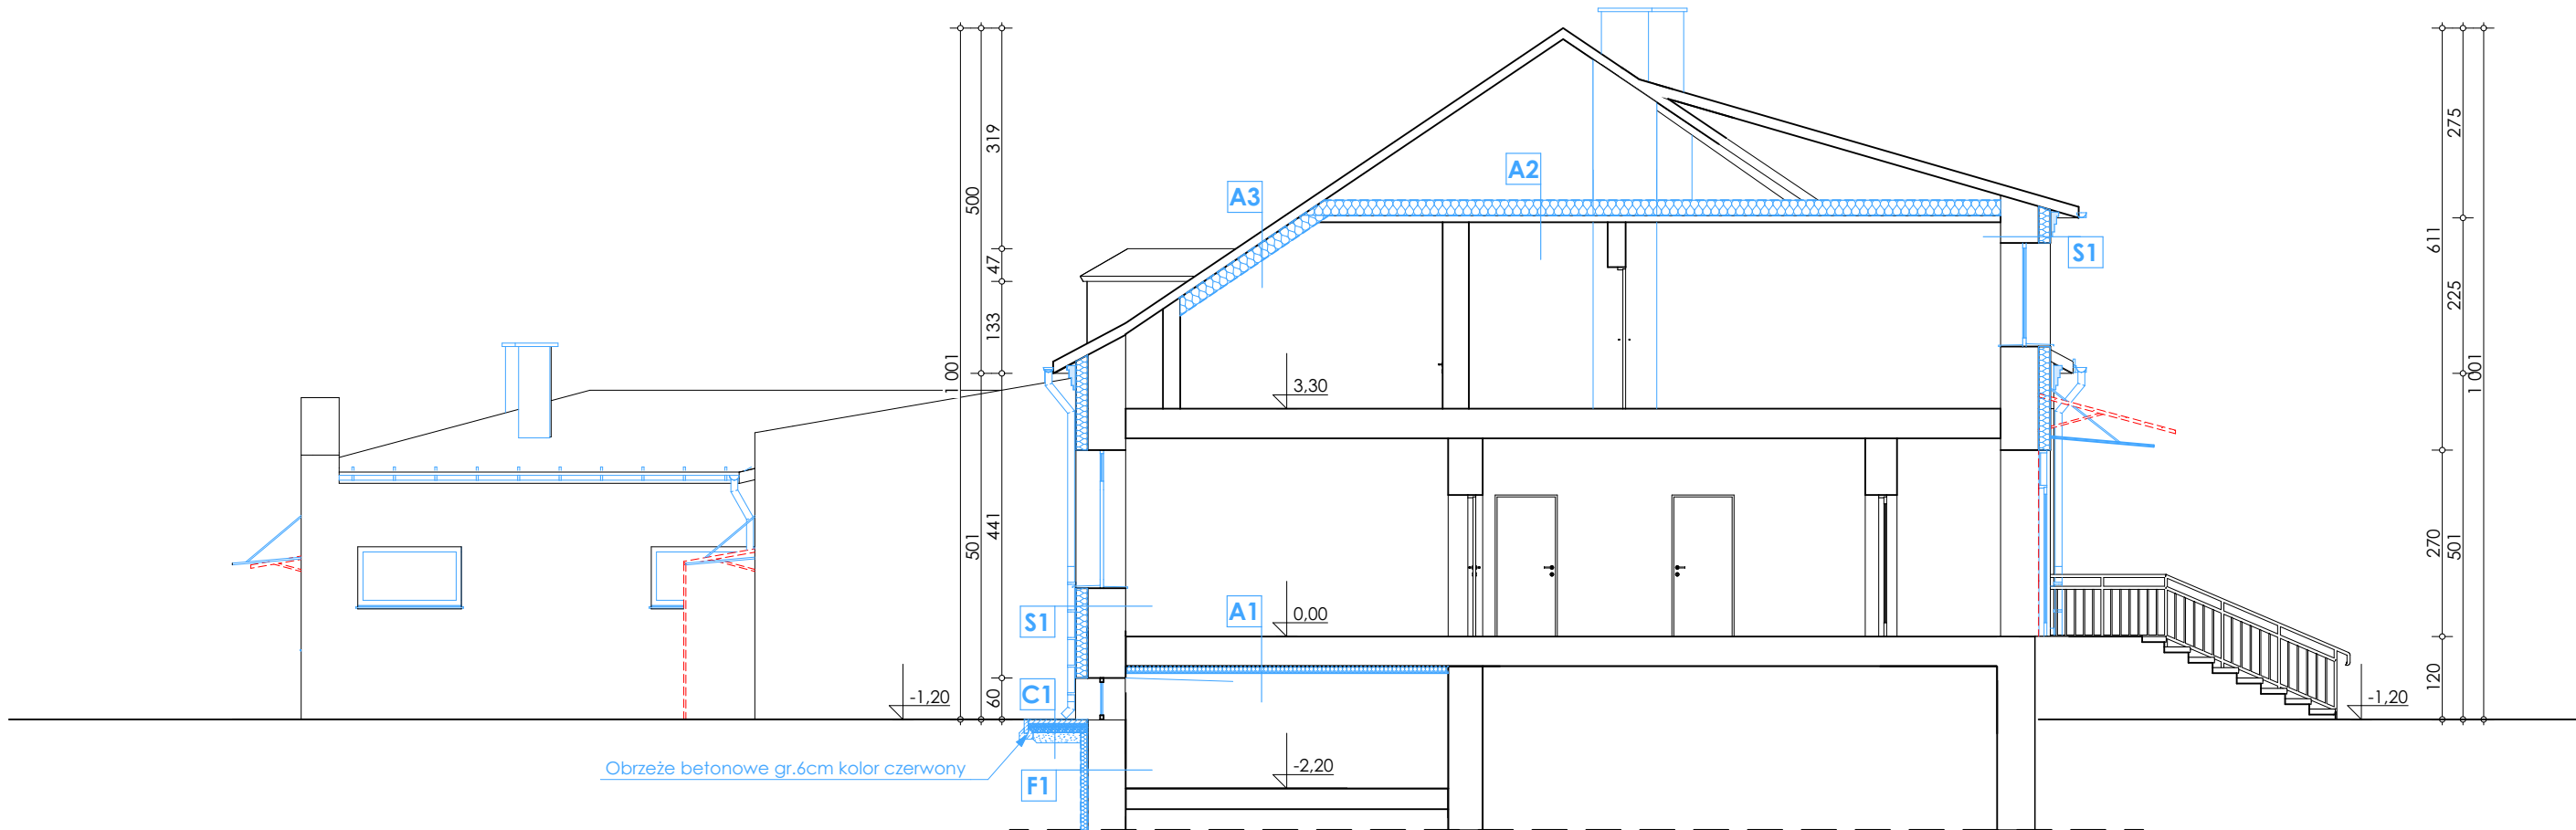 A2
A3
S1
319
500
47
133
1 001
501
441
60
275
611
225
1 001
270
501
120
3,30
0,00
S1
A1
C1
-1,20
-1,20
Obrzeże betonowe gr.6cm kolor czerwony
-2,20
F1